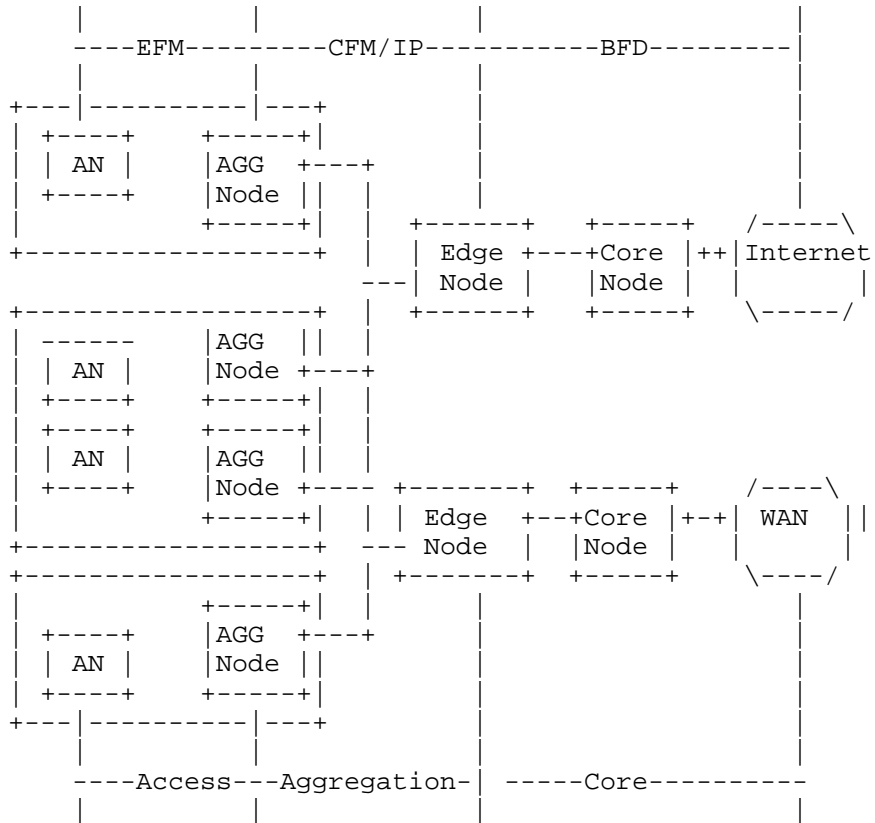 EFM CFM/IP BFD
AN AGG
Node
Edge Core Internet
Node Node
AGG
AN Node
AN AGG
Node
Edge Core WAN
Node Node
AN AGG
Node
Access Aggregation Core